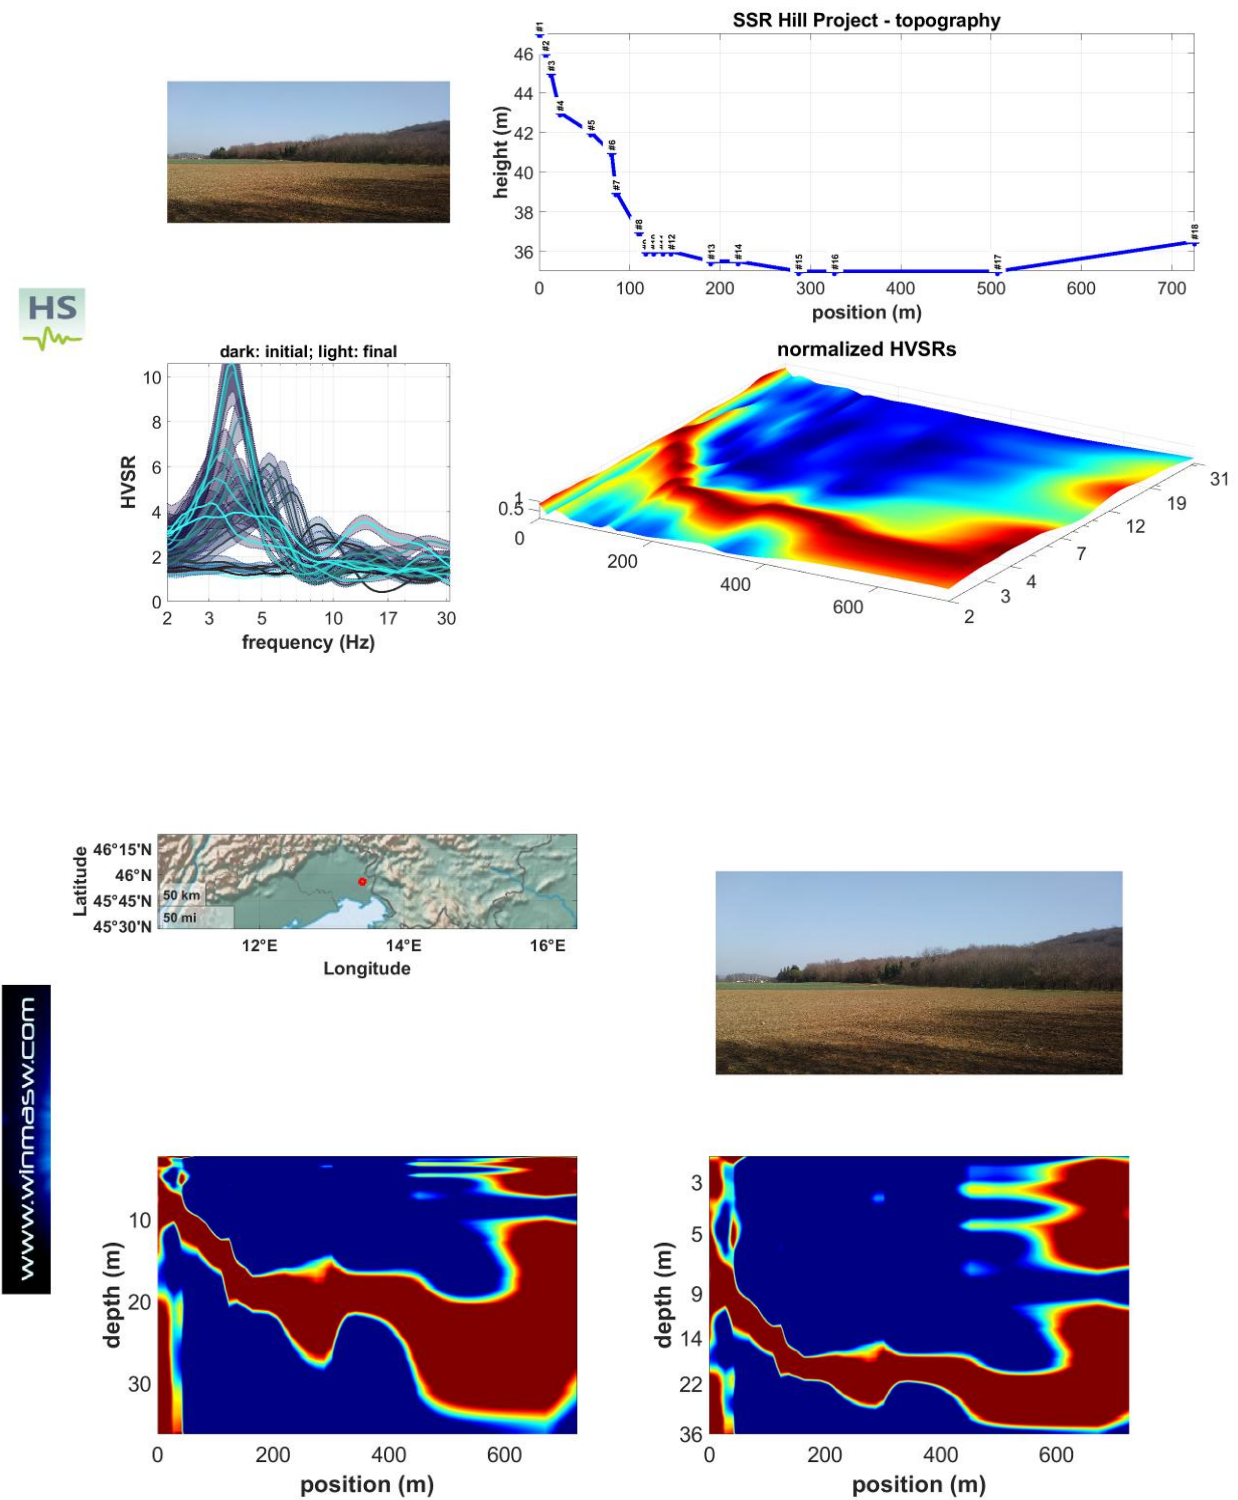 SSR Hill Project - topography
#1
#2
#3
#4
#5
#6
#7
#8
#12
#13
#14
#15
#16
#17
#18
46
44
42
40
38
36
height (m)
0 100 200 300 400 500 600 700
position (m)
HS
dark: initial; light: final
10
8
6
4
2
0
HVSR
2 3 5 10 17 30
frequency (Hz)
normalized HVSRs
1
0.5
0
200
400
600
2
3
4
7
12
19
31
Latitude
46°15'N
46°N
45°45'N
45°30'N
50 km
50 mi
12°E 14°E 16°E
Longitude
www.winmasw.com
depth (m)
10
20
30
0 200 400 600
position (m)
depth (m)
3
5
9
14
22
36
0 200 400 600
position (m)